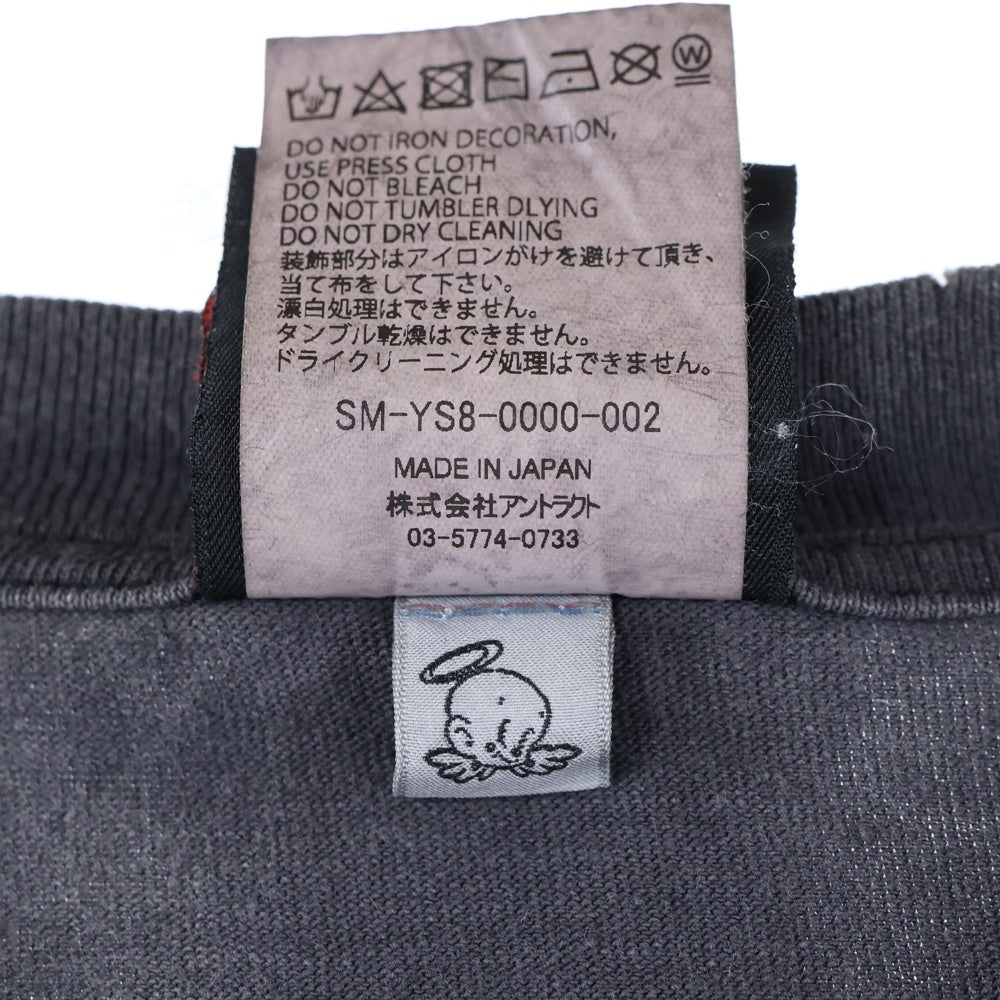 W
DO NOT IRON DECORATION,
USE PRESS CLOTH
DO NOT BLEACH
DO NOT TUMBLER DLYING
DO NOT DRY CLEANING
装飾部分はアイロンがけを避けて頂き、
当て布をして下さい。
漂白処理はできません。
タンブル乾燥はできません。
ドライクリーニング処理はできません。
SM-YS8-0000-002
MADE IN JAPAN
株式会社アントラクト
03-5774-0733